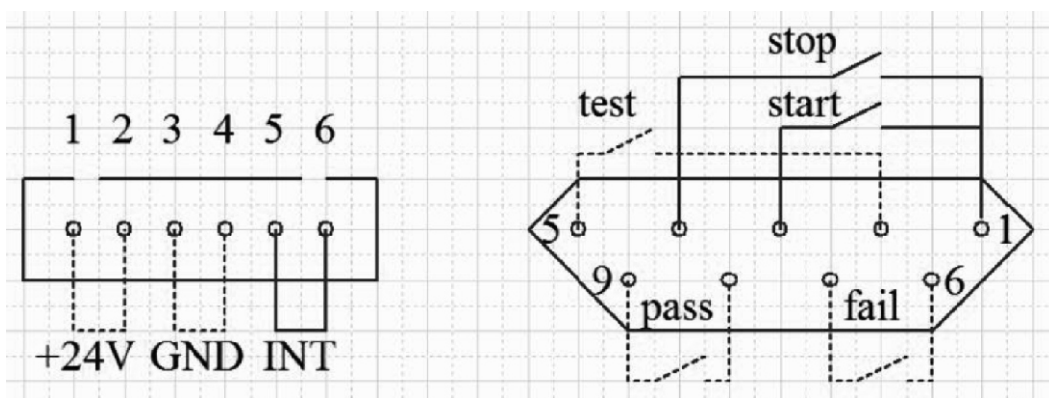 stop
test start
1 2 3 4 5 6
5 1
9 6
pass fail
+24V GND INT